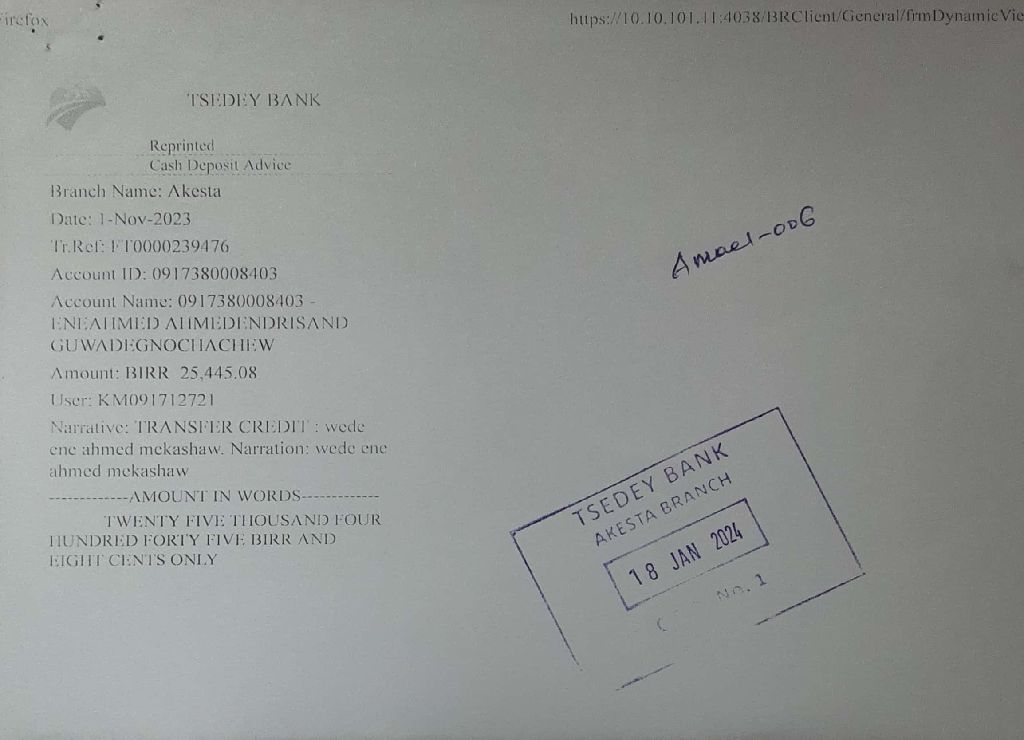 Firefox
https://10.10.101.11:4038/BRClient/General/frmDynamicVie
TSEDEY BANK
Reprinted
Cash Deposit Advice
Branch Name: Akesta
Date: 1-Nov-2023
Tr.Ref: FT0000239476
Account ID: 0917380008403
Account Name: 0917380008403 -
ENEAHMED AHMEDENDRISAND
GUWADEGNOCHACHEW
Amount: BIRR 25,445.08
User: KM091712721
Narrative: TRANSFER CREDIT : wede
ene ahmed mekashaw. Narration: wede ene
ahmed mekashaw
-------------AMOUNT IN WORDS-------------
TWENTY FIVE THOUSAND FOUR
HUNDRED FORTY FIVE BIRR AND
EIGHT CENTS ONLY
Amael-006
TSEDEY BANK
AKESTA BRANCH
18 JAN 2024
No. 1